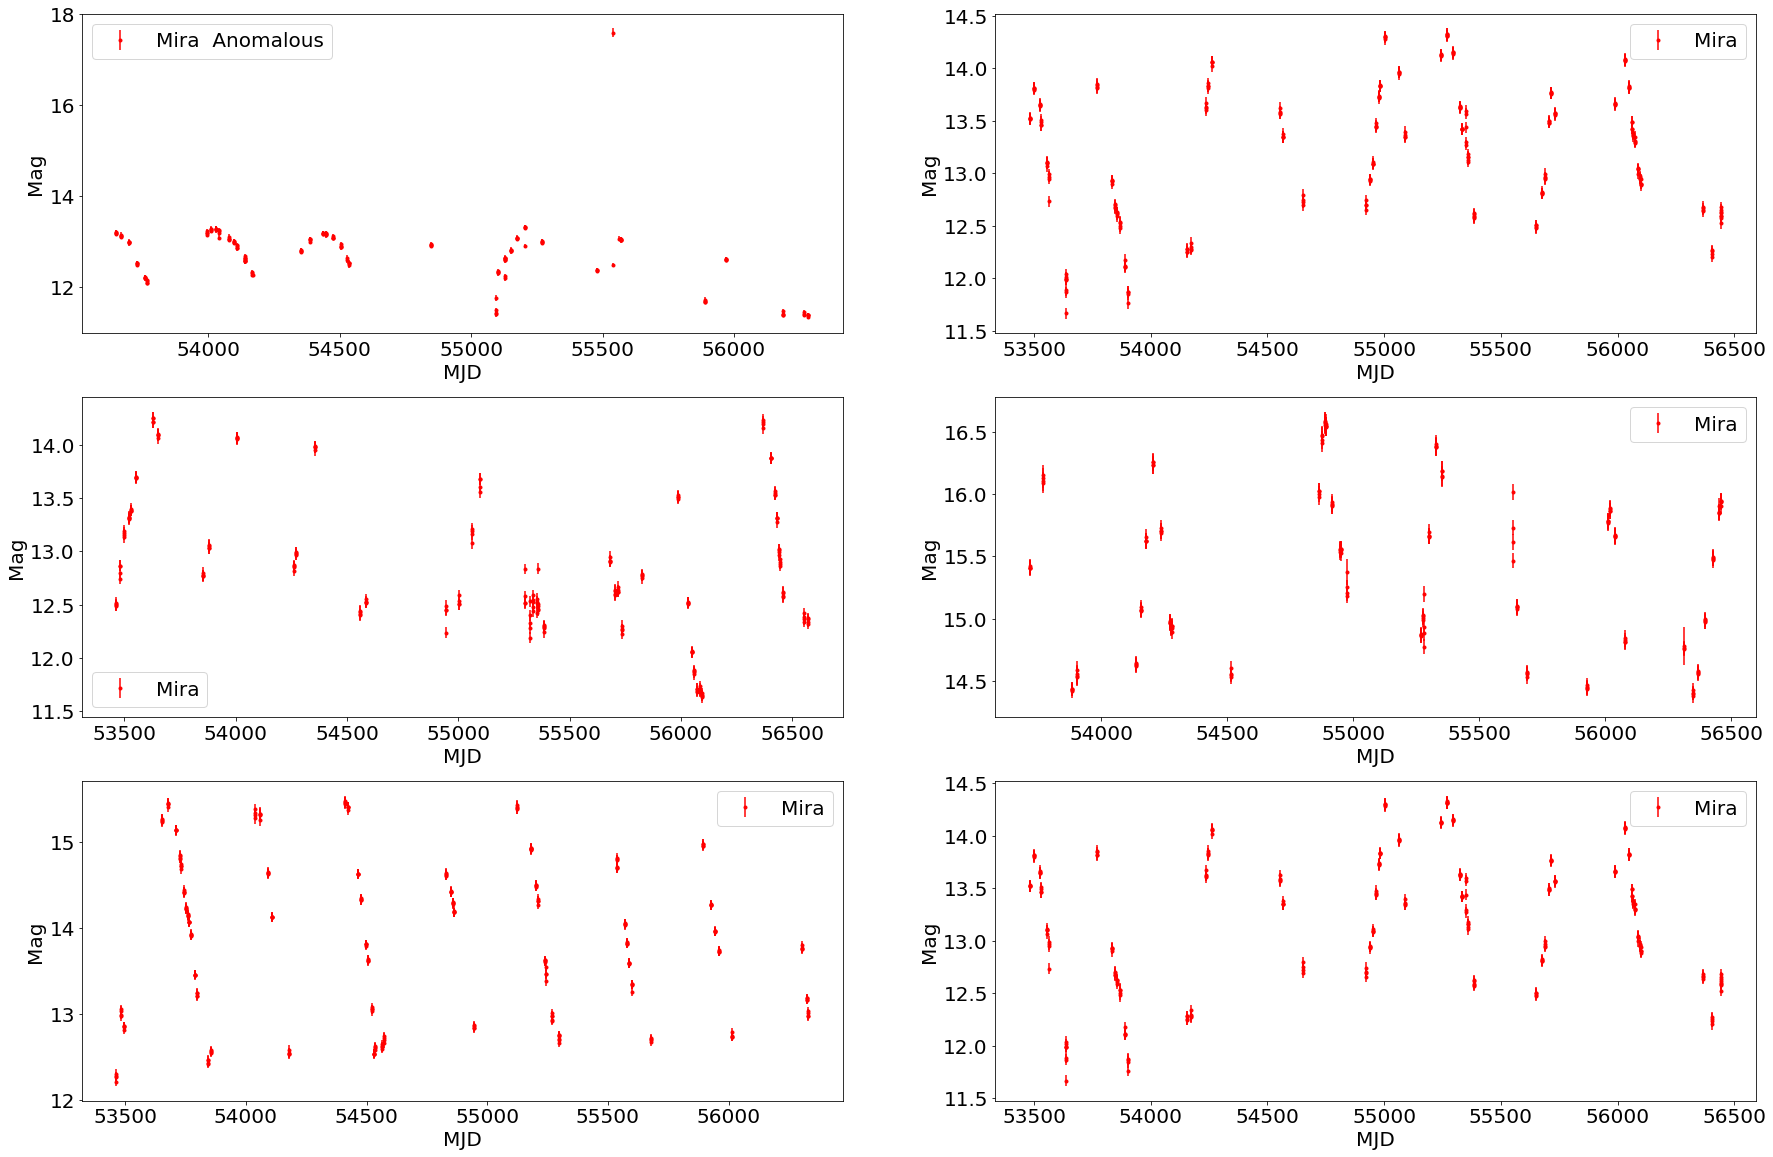 18
16
14
12
Mag
Mira  Anomalous
54000 54500 55000 55500 56000
MJD
14.5
14.0
13.5
13.0
12.5
12.0
11.5
Mag
Mira
53500 54000 54500 55000 55500 56000 56500
MJD
14.0
13.5
13.0
12.5
12.0
11.5
Mag
Mira
53500 54000 54500 55000 55500 56000 56500
MJD
16.5
16.0
15.5
15.0
14.5
Mag
Mira
54000 54500 55000 55500 56000 56500
MJD
15
14
13
12
Mag
Mira
53500 54000 54500 55000 55500 56000
MJD
14.5
14.0
13.5
13.0
12.5
12.0
11.5
Mag
Mira
53500 54000 54500 55000 55500 56000 56500
MJD